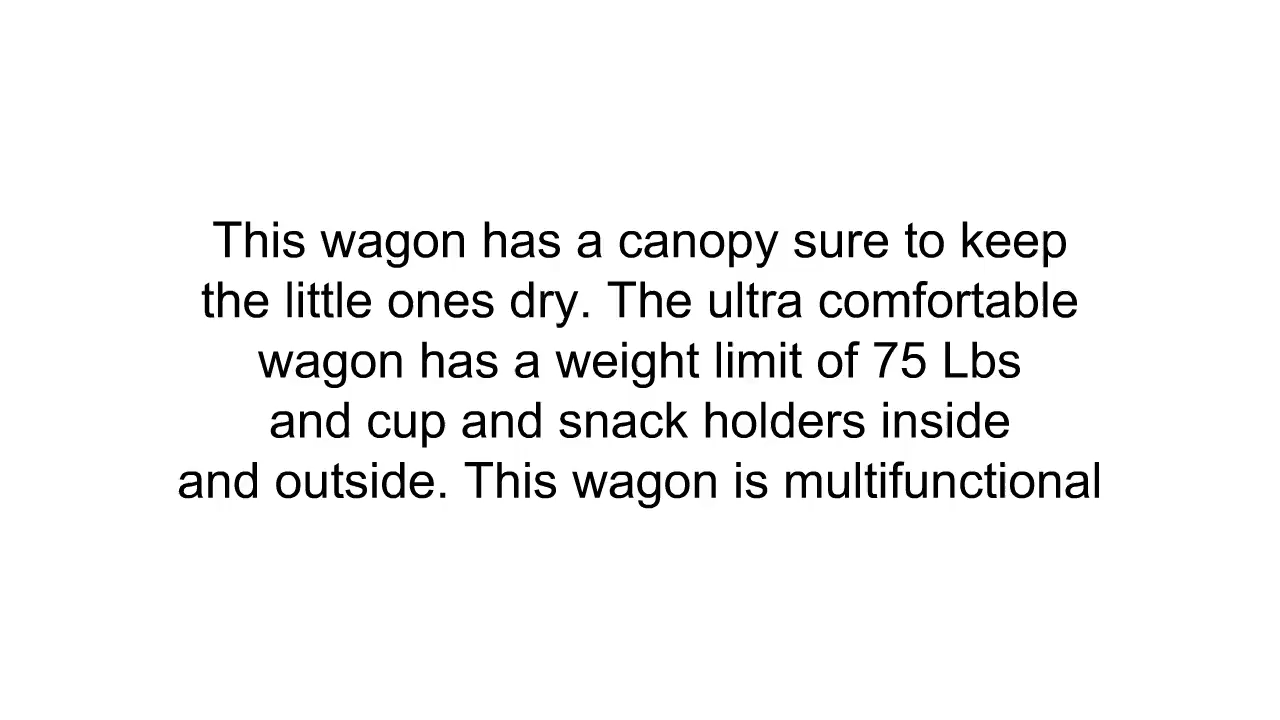 This wagon has a canopy sure to keep
the little ones dry. The ultra comfortable
wagon has a weight limit of 75 Lbs
and cup and snack holders inside
and outside. This wagon is multifunctional